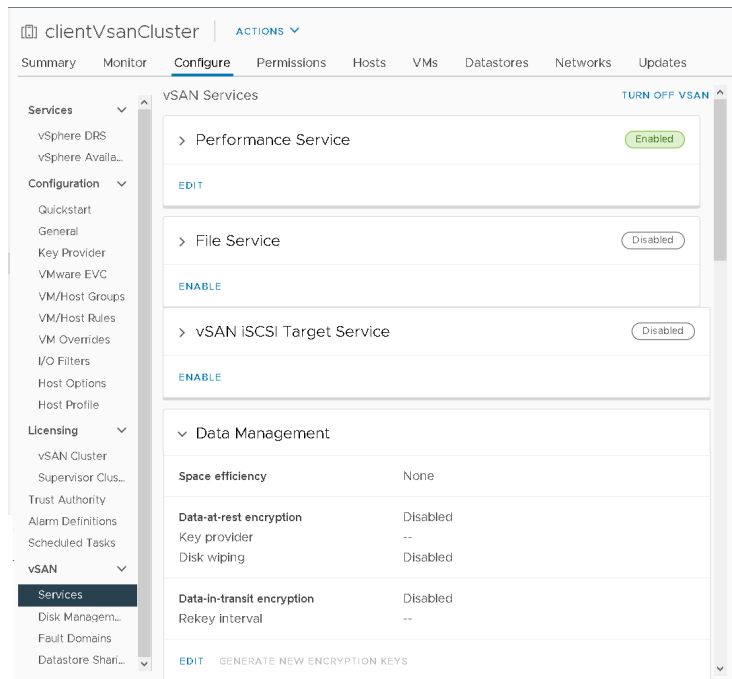 clientVsanCluster ACTIONS
Summary Monitor Configure Permissions Hosts VMs Datastores Networks Updates
Services
vSphere DRS
vSphere Availa...
Configuration
Quickstart
General
Key Provider
VMware EVC
VM/Host Groups
VM/Host Rules
VM Overrides
I/O Filters
Host Options
Host Profile
Licensing
vSAN Cluster
Supervisor Clus...
Trust Authority
Alarm Definitions
Scheduled Tasks
vSAN
Services
Disk Managem...
Fault Domains
Datastore Shari...
vSAN Services TURN OFF VSAN
Performance Service Enabled
EDIT
File Service Disabled
ENABLE
vSAN iSCSI Target Service Disabled
ENABLE
Data Management
Space efficiency None
Data-at-rest encryption Disabled
Key provider --
Disk wiping Disabled
Data-in-transit encryption Disabled
Rekey interval --
EDIT GENERATE NEW ENCRYPTION KEYS